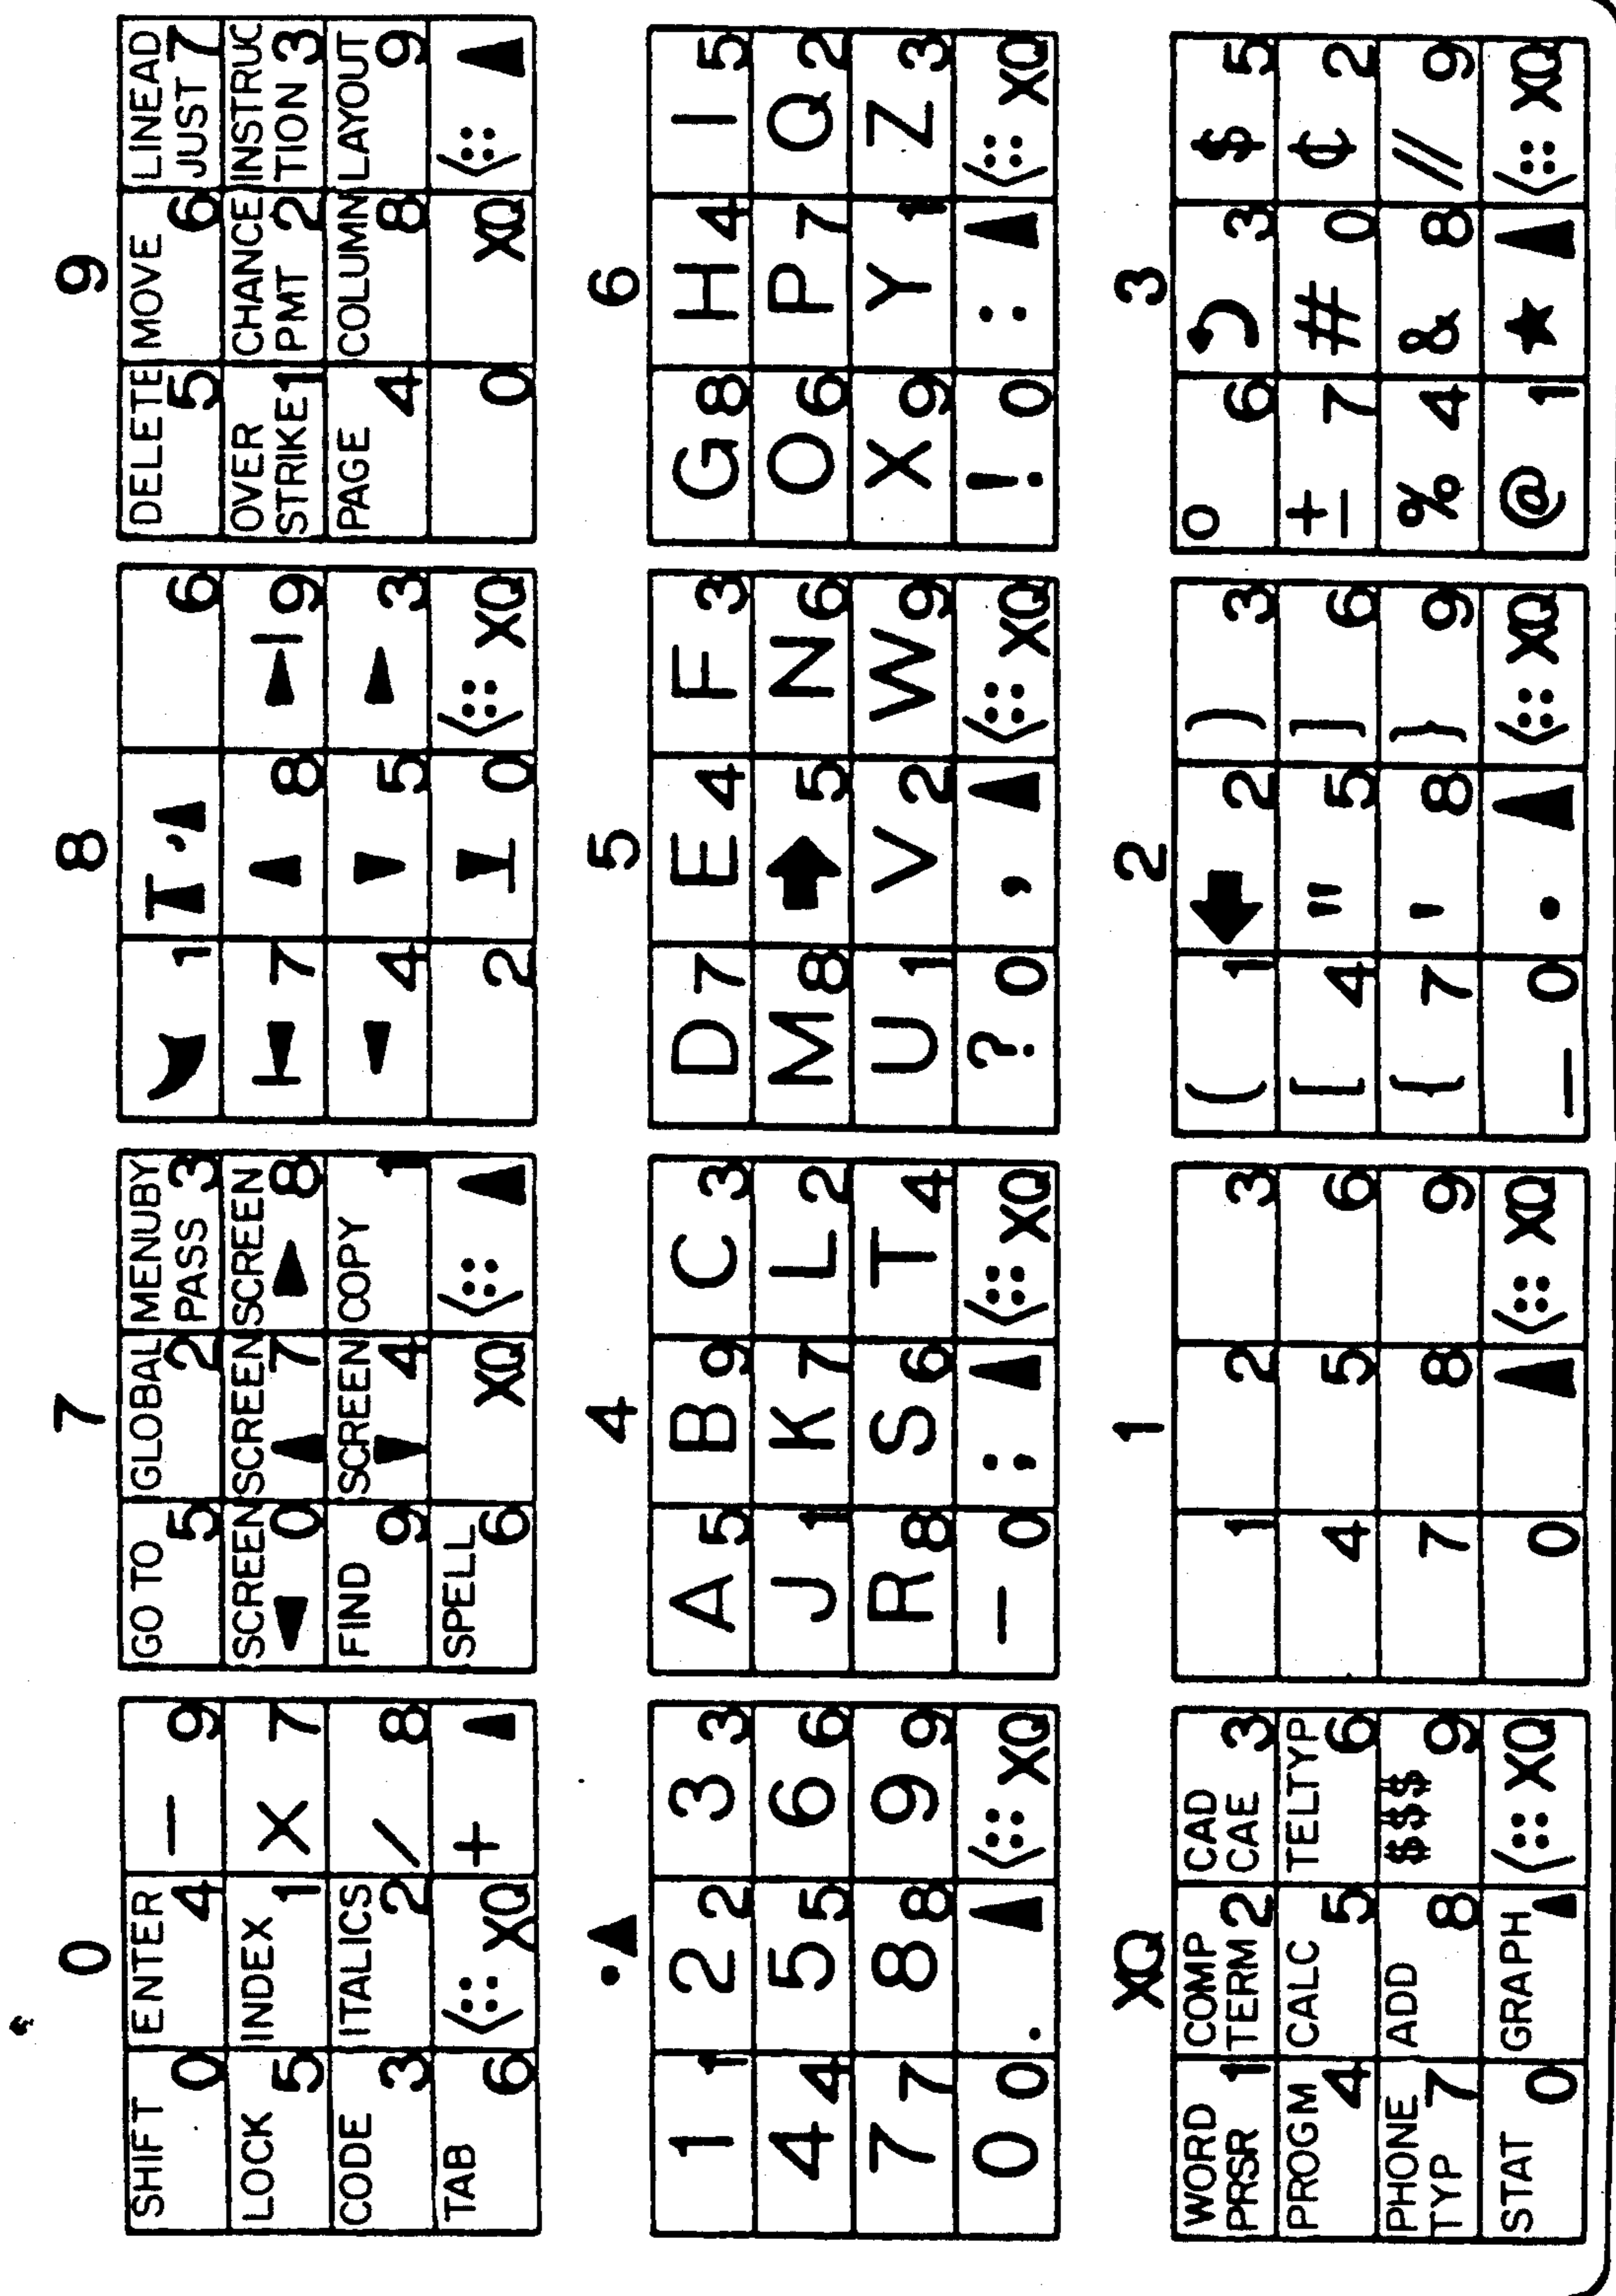 0
SHIFT 0 ENTER 4 — 9
LOCK 5 INDEX 1 X 7
CODE 3 ITALICS 2 / 8
TAB 6 XQ +
7
GO TO 5 GLOBAL 2 MENUBY PASS 3
SCREEN 0 SCREEN 7 SCREEN 8
FIND 9 SCREEN 4 COPY 1
SPELL 6 XQ
8
1 6
7 8 9
4 5 3
2 0 XQ
9
DELETE 5 MOVE 6 LINEAD JUST 7
OVER STRIKE 1 CHANCE PMT 2 INSTRUC TION 3
PAGE 4 COLUMN 8 LAYOUT 9
0 XQ
•
1 1 2 2 3 3
4 4 5 5 6 6
7 7 8 8 9 9
0 0 . XQ
4
A 5 B 9 C 3
J 1 K 7 L 2
R 8 S 6 T 4
— 0 ; XQ
5
D 7 E 4 F 3
M 8 5 N 6
U 1 V 2 W 9
? 0 , XQ
6
G 8 H 4 I 5
O 6 P 7 Q 2
X 9 Y 1 Z 3
! 0 : XQ
XQ
WORD PRSR 1 COMP TERM 2 CAD CAE 3
PROGM 4 CALC 5 TELTYP 6
PHONE TYP 7 ADD 8 $$$ 9
STAT 0 GRAPH XQ
1
1 2 3
4 5 6
7 8 9
0 XQ
2
( 1 2 ) 3
[ 4 " 5 ] 6
{ 7 ' 8 } 9
_ 0 • XQ
3
° 6 3 $ 5
± 7 # 0 ¢ 2
% 4 & 8 // 9
@ 1 ★ XQ